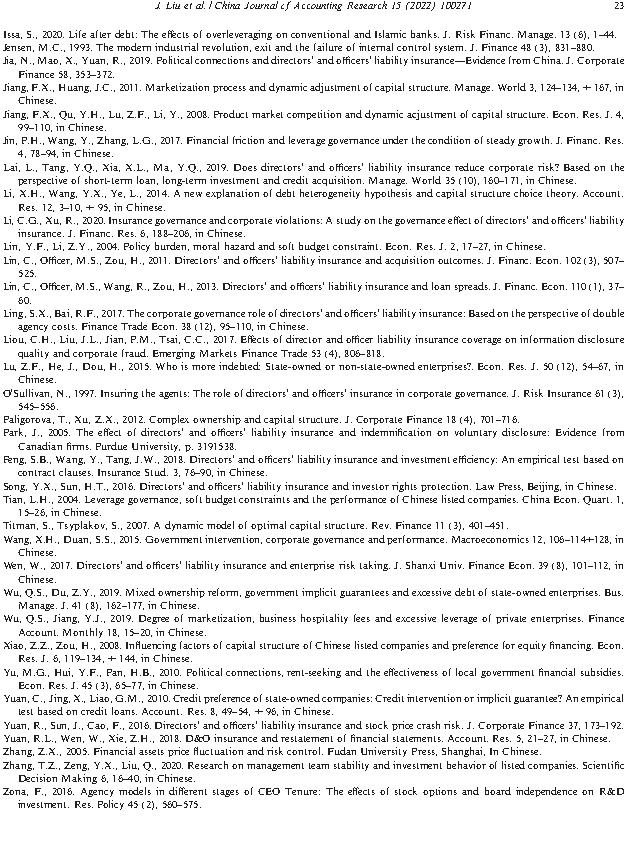 J. Liu et al. / China Journal of Accounting Research 15 (2022) 100271
23
Issa, S., 2020. Life after debt: The effects of overleveraging on conventional and Islamic banks. J. Risk Financ. Manage. 13 (6), 1–44.
Jensen, M.C., 1993. The modern industrial revolution, exit and the failure of internal control system. J. Finance 48 (3), 831–880.
Jia, N., Mao, X., Yuan, R., 2019. Political connections and directors' and officers' liability insurance—Evidence from China. J. Corporate
Finance 58, 353–372.
Jiang, F.X., Huang, J.C., 2011. Marketization process and dynamic adjustment of capital structure. Manage. World 3, 124–134, + 167, in
Chinese.
Jiang, F.X., Qu, Y.H., Lu, Z.F., Li, Y., 2008. Product market competition and dynamic adjustment of capital structure. Econ. Res. J. 4,
99–110, in Chinese.
Jin, P.H., Wang, Y., Zhang, L.G., 2017. Financial friction and leverage governance under the condition of steady growth. J. Financ. Res.
4, 78–94, in Chinese.
Lai, L., Tang, Y.Q., Xia, X.L., Ma, Y.Q., 2019. Does directors' and officers' liability insurance reduce corporate risk? Based on the
perspective of short-term loan, long-term investment and credit acquisition. Manage. World 35 (10), 160–171, in Chinese.
Li, X.H., Wang, Y.X., Ye, L., 2014. A new explanation of debt heterogeneity hypothesis and capital structure choice theory. Account.
Res. 12, 3–10, + 95, in Chinese.
Li, C.G., Xu, R., 2020. Insurance governance and corporate violations: A study on the governance effect of directors' and officers' liability
insurance. J. Financ. Res. 6, 188–206, in Chinese.
Lin, Y.F., Li, Z.Y., 2004. Policy burden, moral hazard and soft budget constraint. Econ. Res. J. 2, 17–27, in Chinese.
Lin, C., Officer, M.S., Zou, H., 2011. Directors' and officers' liability insurance and acquisition outcomes. J. Financ. Econ. 102 (3), 507–
525.
Lin, C., Officer, M.S., Wang, R., Zou, H., 2013. Directors' and officers' liability insurance and loan spreads. J. Financ. Econ. 110 (1), 37–
60.
Ling, S.X., Bai, R.F., 2017. The corporate governance role of directors' and officers' liability insurance: Based on the perspective of double
agency costs. Finance Trade Econ. 38 (12), 95–110, in Chinese.
Liou, C.H., Liu, J.L., Jian, P.M., Tsai, C.C., 2017. Effects of director and officer liability insurance coverage on information disclosure
quality and corporate fraud. Emerging Markets Finance Trade 53 (4), 806–818.
Lu, Z.F., He, J., Dou, H., 2015. Who is more indebted: State-owned or non-state-owned enterprises?. Econ. Res. J. 50 (12), 54–67, in
Chinese.
O'Sullivan, N., 1997. Insuring the agents: The role of directors' and officers' insurance in corporate governance. J. Risk Insurance 61 (3),
545–556.
Paligorova, T., Xu, Z.X., 2012. Complex ownership and capital structure. J. Corporate Finance 18 (4), 701–716.
Park, J., 2005. The effect of directors' and officers' liability insurance and indemnification on voluntary disclosure: Evidence from
Canadian firms. Purdue University, p. 3191538.
Peng, S.B., Wang, Y., Tang, J.W., 2018. Directors' and officers' liability insurance and investment efficiency: An empirical test based on
contract clauses. Insurance Stud. 3, 76–90, in Chinese.
Song, Y.X., Sun, H.T., 2016. Directors' and officers' liability insurance and investor rights protection. Law Press, Beijing, in Chinese.
Tian, L.H., 2004. Leverage governance, soft budget constraints and the performance of Chinese listed companies. China Econ. Quart. 1,
15–26, in Chinese.
Titman, S., Tsyplakov, S., 2007. A dynamic model of optimal capital structure. Rev. Finance 11 (3), 401–451.
Wang, X.H., Duan, S.S., 2015. Government intervention, corporate governance and performance. Macroeconomics 12, 106–114+128, in
Chinese.
Wen, W., 2017. Directors' and officers' liability insurance and enterprise risk taking. J. Shanxi Univ. Finance Econ. 39 (8), 101–112, in
Chinese.
Wu, Q.S., Du, Z.Y., 2019. Mixed ownership reform, government implicit guarantees and excessive debt of state-owned enterprises. Bus.
Manage. J. 41 (8), 162–177, in Chinese.
Wu, Q.S., Jiang, Y.J., 2019. Degree of marketization, business hospitality fees and excessive leverage of private enterprises. Finance
Account. Monthly 18, 15–20, in Chinese.
Xiao, Z.Z., Zou, H., 2008. Influencing factors of capital structure of Chinese listed companies and preference for equity financing. Econ.
Res. J. 6, 119–134, + 144, in Chinese.
Yu, M.G., Hui, Y.F., Pan, H.B., 2010. Political connections, rent-seeking and the effectiveness of local government financial subsidies.
Econ. Res. J. 45 (3), 65–77, in Chinese.
Yuan, C., Jing, X., Liao, G.M., 2010. Credit preference of state-owned companies: Credit intervention or implicit guarantee? An empirical
test based on credit loans. Account. Res. 8, 49–54, + 96, in Chinese.
Yuan, R., Sun, J., Cao, F., 2016. Directors' and officers' liability insurance and stock price crash risk. J. Corporate Finance 37, 173–192.
Yuan, R.L., Wen, W., Xie, Z.H., 2018. D&O insurance and restatement of financial statements. Account. Res. 5, 21–27, in Chinese.
Zhang, Z.X., 2005. Financial assets price fluctuation and risk control. Fudan University Press, Shanghai, In Chinese.
Zhang, T.Z., Zeng, Y.X., Liu, Q., 2020. Research on management team stability and investment behavior of listed companies. Scientific
Decision Making 6, 16–40, in Chinese.
Zona, F., 2016. Agency models in different stages of CEO Tenure: The effects of stock options and board independence on R&D
investment. Res. Policy 45 (2), 560–575.